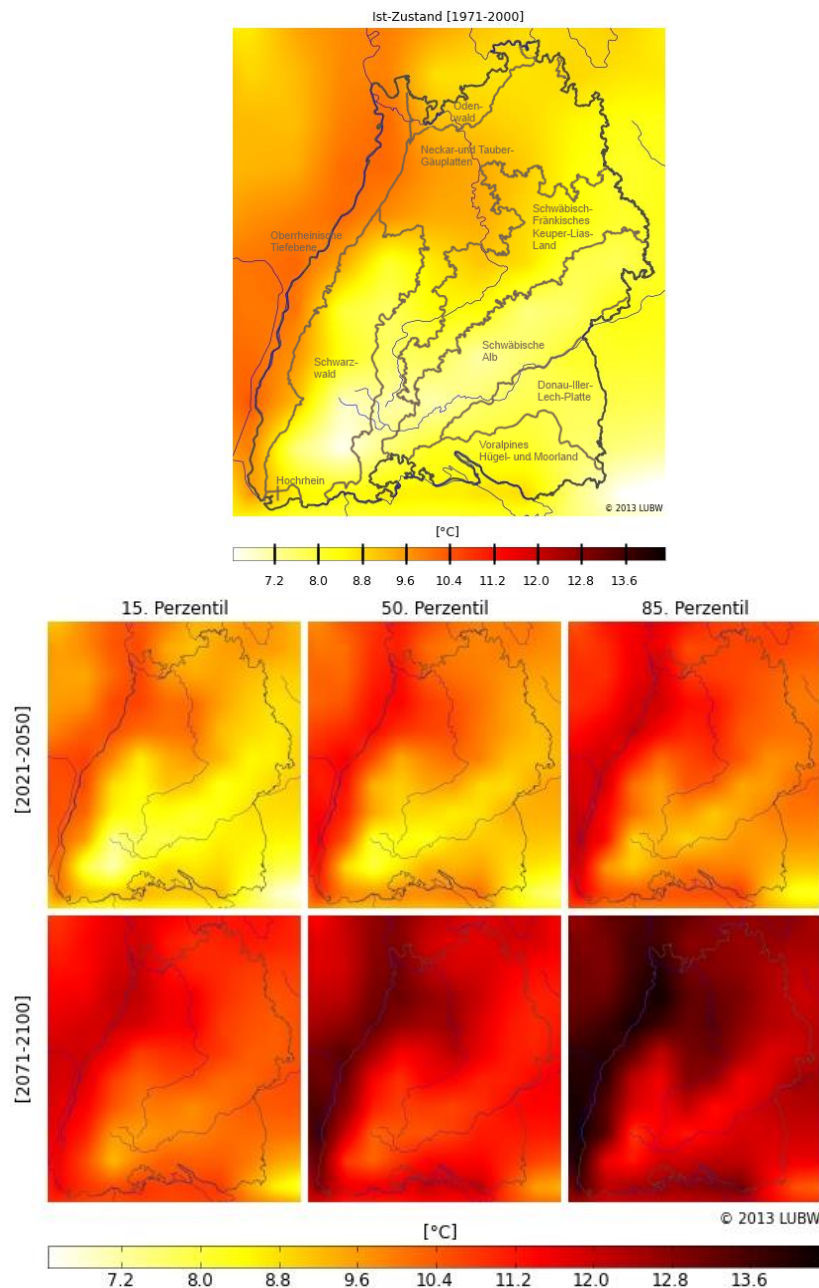 Ist-Zustand [1971-2000]
Oden-
wald
Neckar-und Tauber-
Gäuplatten
Schwäbisch-
Fränkisches
Keuper-Lias-
Land
Oberrheinische
Tiefebene
Schwäbische
Alb
Schwarz-
wald
Donau-Iller-
Lech-Platte
Voralpines
Hügel- und Moorland
Hochrhein
© 2013 LUBW
[°C]
7.2 8.0 8.8 9.6 10.4 11.2 12.0 12.8 13.6
15. Perzentil 50. Perzentil 85. Perzentil
[2021-2050]
[2071-2100]
© 2013 LUBW
[°C]
7.2 8.0 8.8 9.6 10.4 11.2 12.0 12.8 13.6